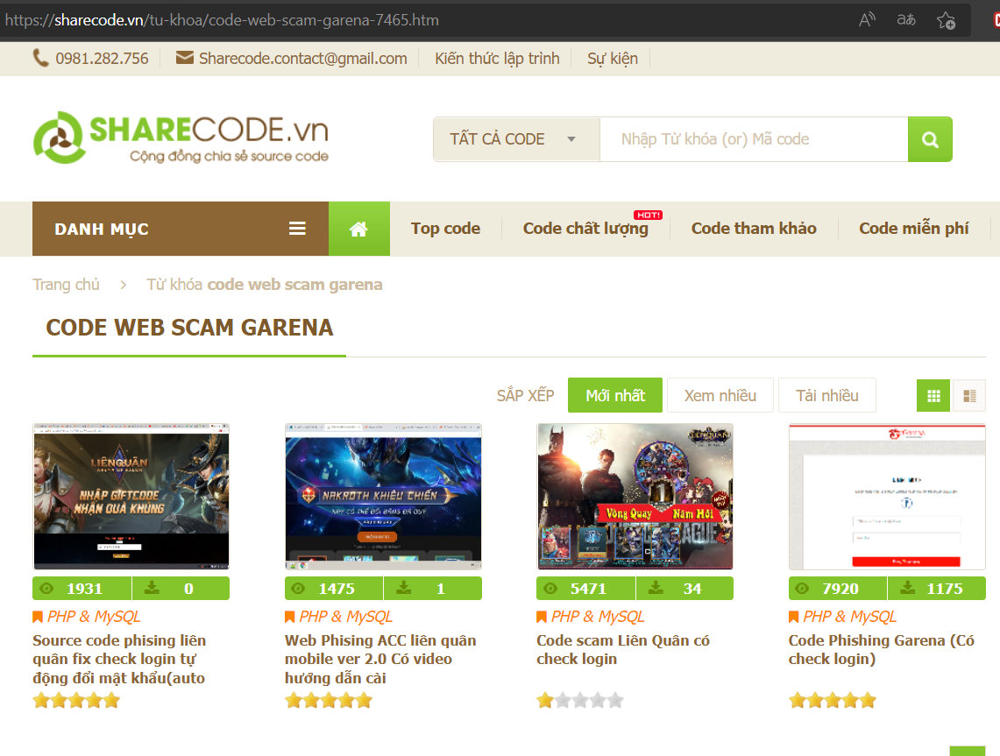 https://sharecode.vn/tu-khoa/code-web-scam-garena-7465.htm
0981.282.756 Sharecode.contact@gmail.com Kiến thức lập trình Sự kiện
SHARECODE.vn
Cộng đồng chia sẻ source code
TẤT CẢ CODE Nhập Từ khóa (or) Mã code
HOT!
DANH MỤC Top code Code chất lượng Code tham khảo Code miễn phí
Trang chủ > Từ khóa code web scam garena
CODE WEB SCAM GARENA
SẮP XẾP Mới nhất Xem nhiều Tải nhiều
LIÊNQUÂN
NHẬP GIFTCODE
NHẬN QUÀ KHỦNG
NAKROTH KHIÊU CHIẾN
LIÊNQUÂN
Vòng Quay Năm Mới
Garena
1931 0
PHP & MySQL
Source code phising liên
quân fix check login tự
động đổi mật khẩu(auto
1475 1
PHP & MySQL
Web Phising ACC liên quân
mobile ver 2.0 Có video
hướng dẫn cài
5471 34
PHP & MySQL
Code scam Liên Quân có
check login
7920 1175
PHP & MySQL
Code Phishing Garena (Có
check login)